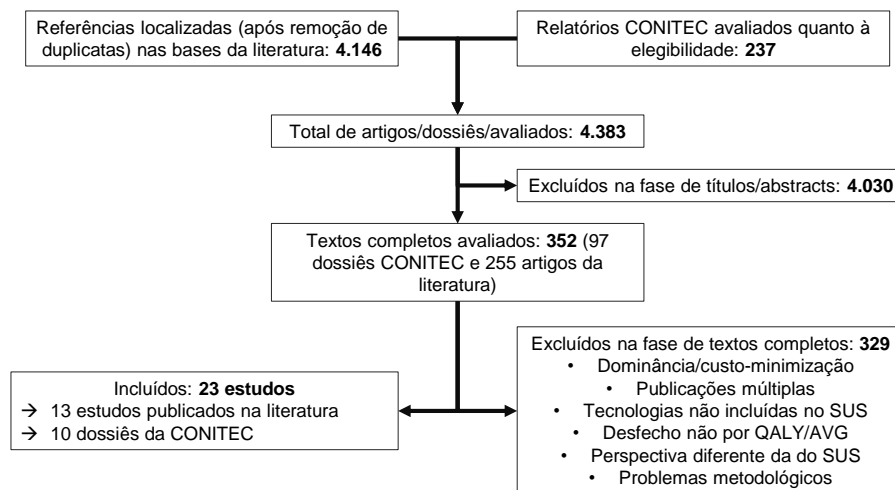 Referências localizadas (após remoção de
duplicatas) nas bases da literatura: 4.146
Relatórios CONITEC avaliados quanto à
elegibilidade: 237
Total de artigos/dossiês/avaliados: 4.383
Excluídos na fase de títulos/abstracts: 4.030
Textos completos avaliados: 352 (97
dossiês CONITEC e 255 artigos da
literatura)
Excluídos na fase de textos completos: 329
• Dominância/custo-minimização
• Publicações múltiplas
• Tecnologias não incluídas no SUS
• Desfecho não por QALY/AVG
• Perspectiva diferente da do SUS
• Problemas metodológicos
Incluídos: 23 estudos
→ 13 estudos publicados na literatura
→ 10 dossiês da CONITEC